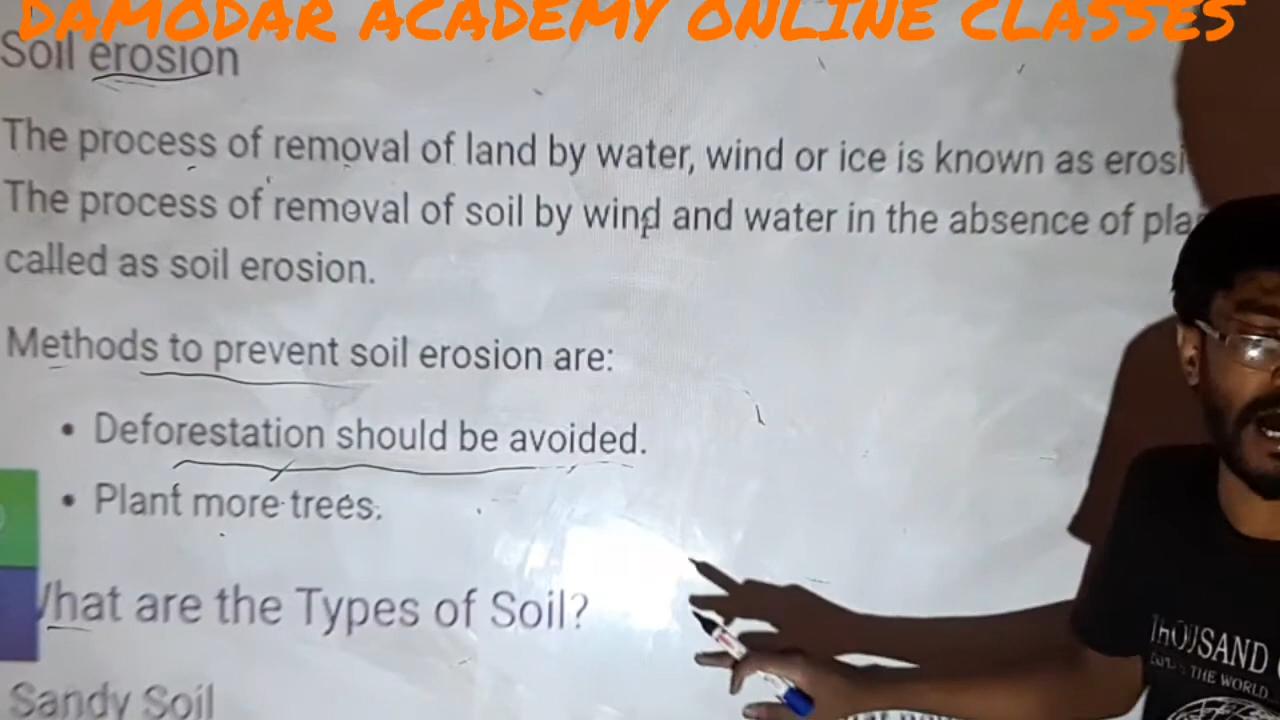 DAMODAR ACADEMY ONLINE CLASSES
Soil erosion
The process of removal of land by water, wind or ice is known as erosi
The process of removal of soil by wind and water in the absence of pla
called as soil erosion.
Methods to prevent soil erosion are:
• Deforestation should be avoided.
• Plant more trees.
What are the Types of Soil?
Sandy Soil
THOUSAND
THE WORLD